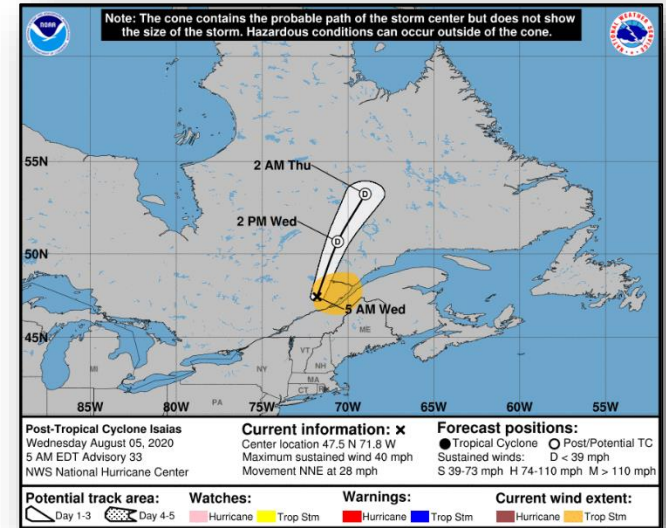 Note: The cone contains the probable path of the storm center but does not show
the size of the storm. Hazardous conditions can occur outside of the cone.
NOAA
NATIONAL WEATHER SERVICE
55N
2 AM Thu
D
2 PM Wed
D
50N
5 AM Wed
ME
45N
VT
NH
MI
NY
MA
CT
PA
85W 80W 75W 70W 65W 60W 55W
Post-Tropical Cyclone Isaias
Wednesday August 05, 2020
5 AM EDT Advisory 33
NWS National Hurricane Center
Current information: x
Center location 47.5 N 71.8 W
Maximum sustained wind 40 mph
Movement NNE at 28 mph
Forecast positions:
Tropical Cyclone Post/Potential TC
Sustained winds: D < 39 mph
S 39-73 mph H 74-110 mph M > 110 mph
Potential track area:
Day 1-3 Day 4-5
Watches:
Hurricane Trop Stm
Warnings:
Hurricane Trop Stm
Current wind extent:
Hurricane Trop Stm